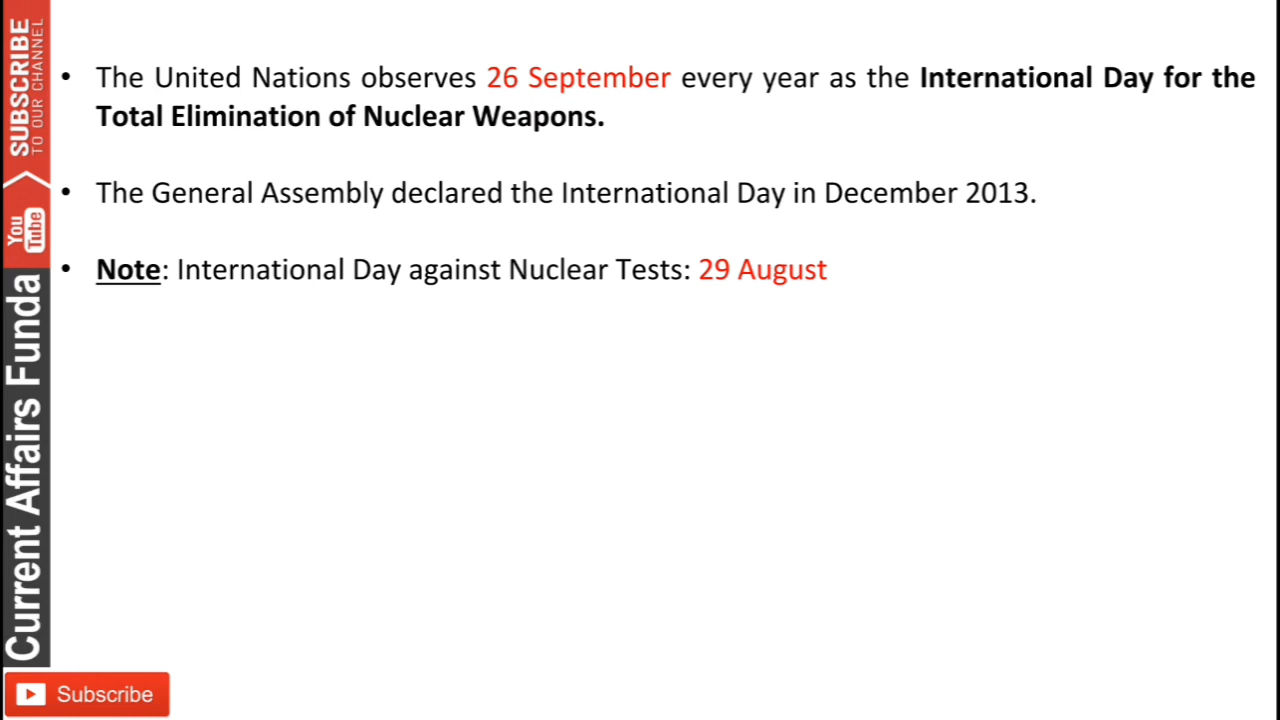 SUBSCRIBE
TO OUR CHANNEL
You
Tube
Current Affairs Funda
• The United Nations observes 26 September every year as the International Day for the
Total Elimination of Nuclear Weapons.
• The General Assembly declared the International Day in December 2013.
• Note: International Day against Nuclear Tests: 29 August
Subscribe